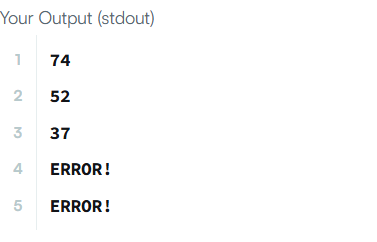 Your Output (stdout)
1 74
2 52
3 37
4 ERROR!
5 ERROR!